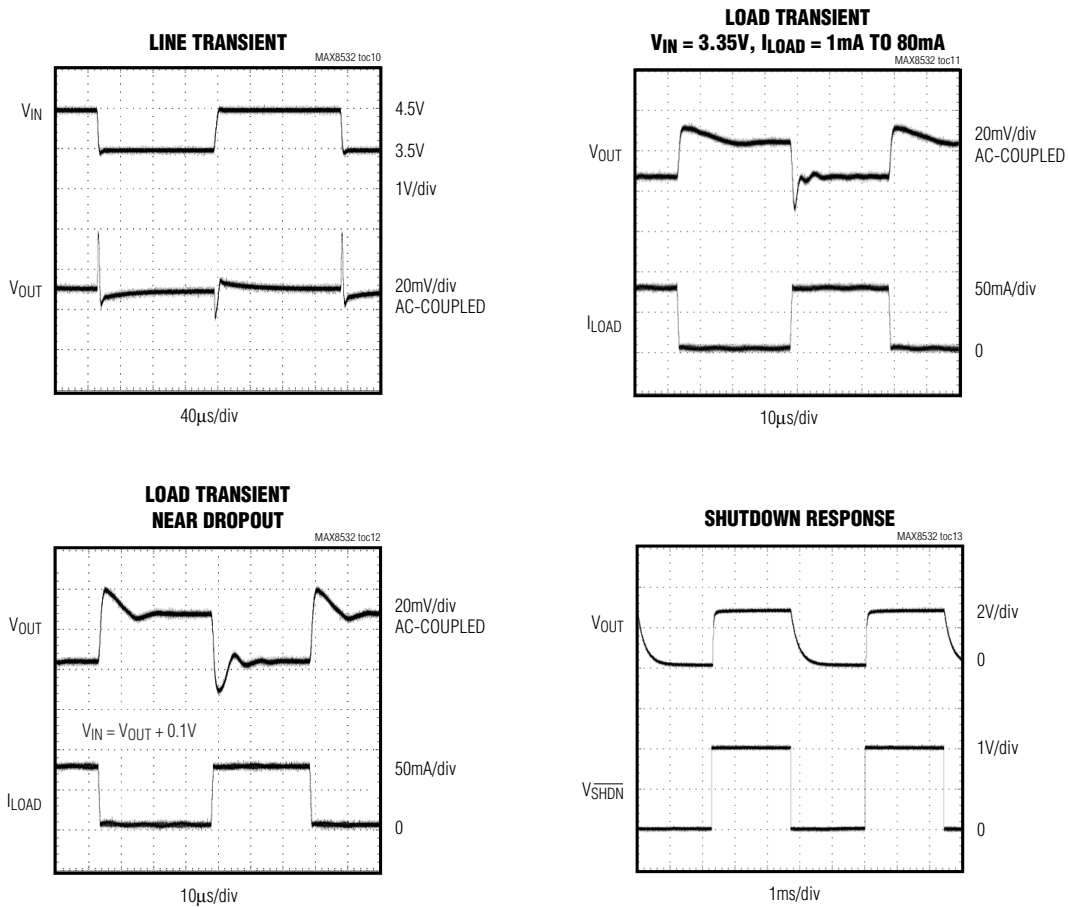 LINE TRANSIENT
MAX8532 toc10
VIN
4.5V
3.5V
1V/div
VOUT
20mV/div
AC-COUPLED
40µs/div
LOAD TRANSIENT
VIN = 3.35V, ILOAD = 1mA TO 80mA
MAX8532 toc11
VOUT
20mV/div
AC-COUPLED
ILOAD
50mA/div
0
10µs/div
LOAD TRANSIENT
NEAR DROPOUT
MAX8532 toc12
VOUT
20mV/div
AC-COUPLED
VIN = VOUT + 0.1V
ILOAD
50mA/div
0
10µs/div
SHUTDOWN RESPONSE
MAX8532 toc13
VOUT
2V/div
0
VSHDN
1V/div
0
1ms/div